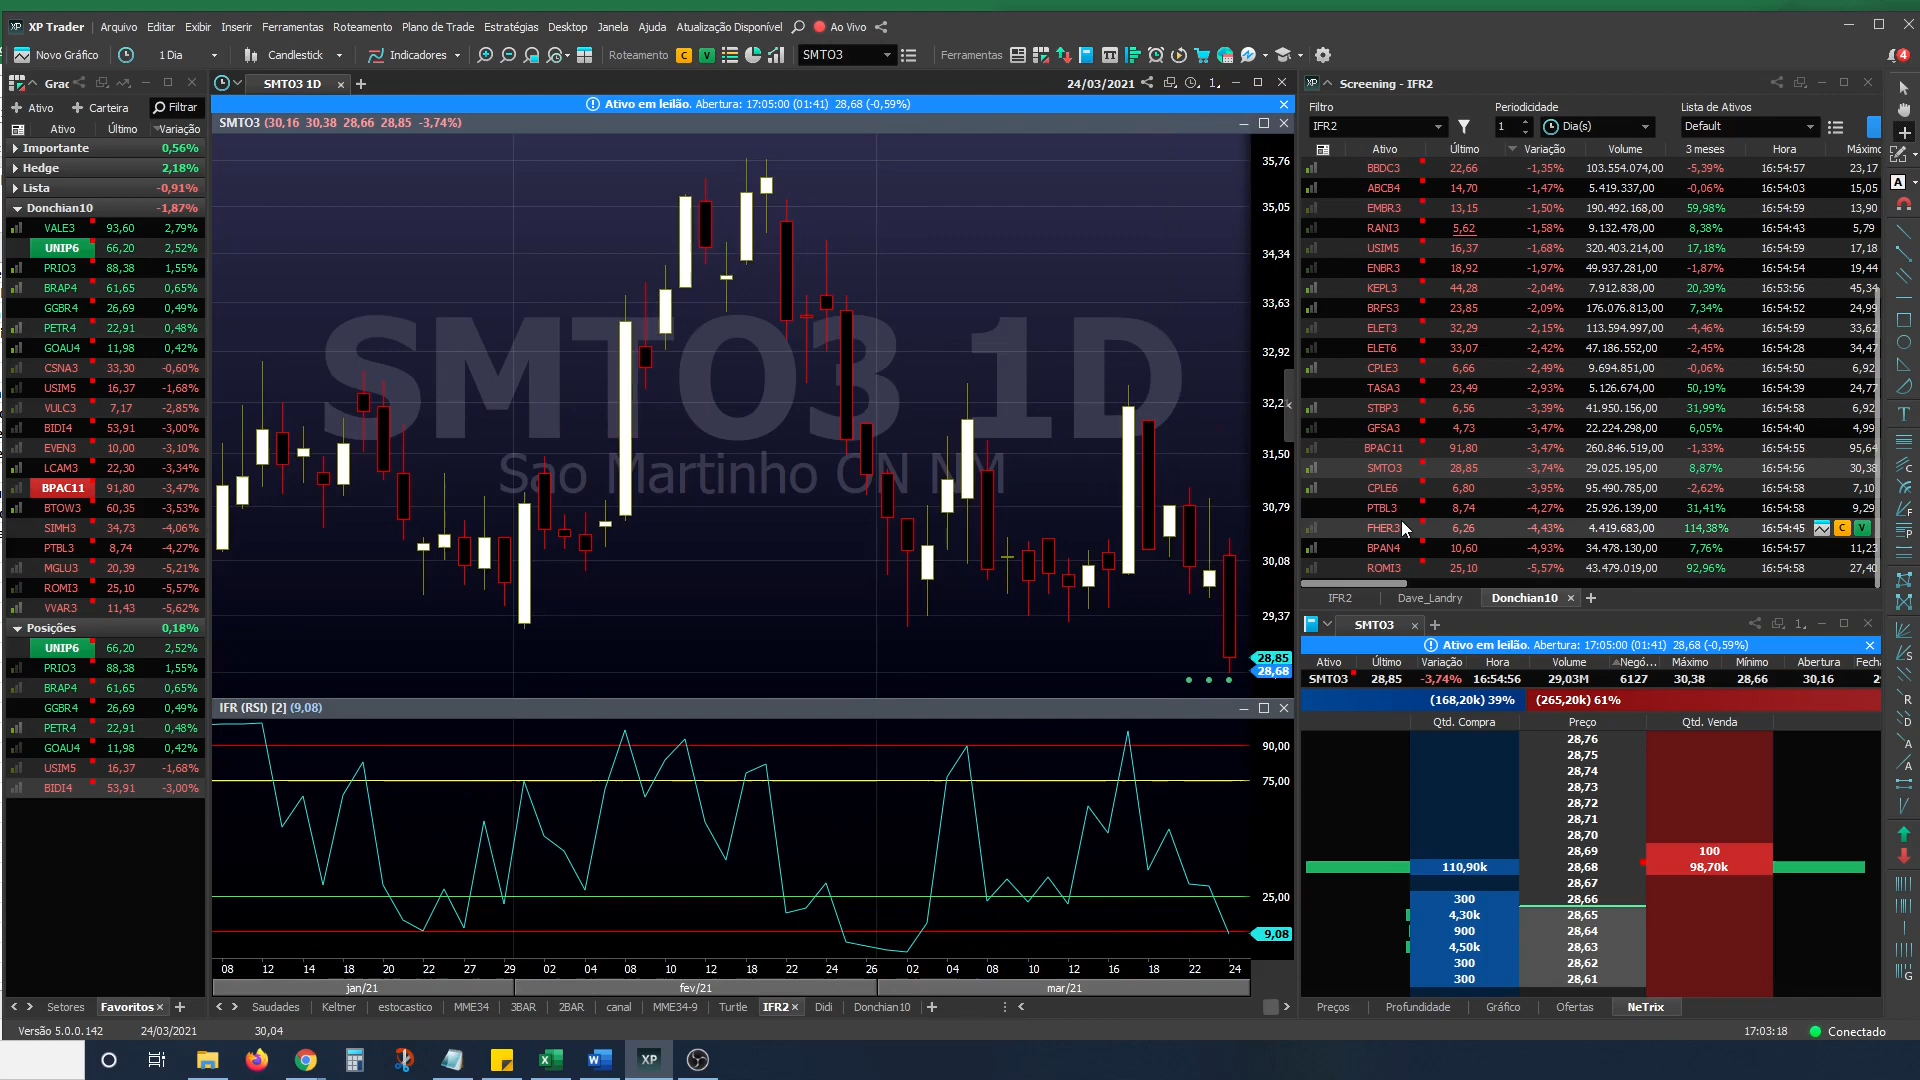 XP Trader Arquivo Editar Exibir Inserir Ferramentas Roteamento Plano de Trade Estratégias Desktop Janela Ajuda Atualização Disponível Ao Vivo
Novo Gráfico 1 Dia Candlestick Indicadores Roteamento C V SMTO3 Ferramentas 4
Grac
Ativo Carteira Filtrar
Ativo Último Variação
Importante 0,56%
Hedge 2,18%
Lista -0,91%
Donchian10 -1,87%
VALE3 93,60 2,79%
UNIP6 66,20 2,52%
PRIO3 88,38 1,55%
BRAP4 61,65 0,65%
GGBR4 26,69 0,49%
PETR4 22,91 0,48%
GOAU4 11,98 0,42%
CSNA3 33,30 -0,60%
USIM5 16,37 -1,68%
VULC3 7,17 -2,85%
BIDI4 53,91 -3,00%
EVEN3 10,00 -3,10%
LCAM3 22,30 -3,34%
BPAC11 91,80 -3,47%
BTOW3 60,35 -3,53%
SIMH3 34,73 -4,06%
PTBL3 8,74 -4,27%
MGLU3 20,39 -5,21%
ROMI3 25,10 -5,57%
VVAR3 11,43 -5,62%
Posições 0,18%
UNIP6 66,20 2,52%
PRIO3 88,38 1,55%
BRAP4 61,65 0,65%
GGBR4 26,69 0,49%
PETR4 22,91 0,48%
GOAU4 11,98 0,42%
USIM5 16,37 -1,68%
BIDI4 53,91 -3,00%
Setores Favoritos
SMTO3 1D 24/03/2021 1
Ativo em leilão. Abertura: 17:05:00 (01:41) 28,68 (-0,59%)
SMTO3 (30,16 30,38 28,66 28,85 -3,74%)
SMTO3 1D
Sao Martinho ON NM
35,76
35,05
34,34
33,63
32,92
32,2
31,50
30,79
30,08
29,37
28,85
28,68
IFR (RSI) [2] (9,08)
90,00
75,00
25,00
9,08
08 12 14 18 20 22 27 29 02 04 08 10 12 18 22 24 26 02 04 08 10 12 16 18 22 24
jan/21 fev/21 mar/21
Saudades Keltner estocastico MME34 3BAR 2BAR canal MME34-9 Turtle IFR2 Didi Donchian10
Screening - IFR2
Filtro Periodicidade Lista de Ativos
IFR2 1 Dia(s) Default
Ativo Último Variação Volume 3 meses Hora Máximo
BBDC3 22,66 -1,35% 103.554.074,00 -5,39% 16:54:57 23,17
ABCB4 14,70 -1,47% 5.419.337,00 -0,06% 16:54:03 15,05
EMBR3 13,15 -1,50% 190.492.168,00 59,98% 16:54:59 13,90
RANI3 5,62 -1,58% 9.132.478,00 8,38% 16:54:43 5,79
USIM5 16,37 -1,68% 320.403.214,00 17,18% 16:54:59 17,18
ENBR3 18,92 -1,97% 49.937.281,00 -1,87% 16:54:54 19,44
KEPL3 44,28 -2,04% 7.912.838,00 20,39% 16:53:56 45,34
BRFS3 23,85 -2,09% 176.076.813,00 7,34% 16:54:52 24,99
ELET3 32,29 -2,15% 113.594.997,00 -4,46% 16:54:59 33,62
ELET6 33,07 -2,42% 47.186.552,00 -2,45% 16:54:28 34,47
CPLE3 6,66 -2,49% 9.694.851,00 -0,06% 16:54:50 6,92
TASA3 23,49 -2,93% 5.126.674,00 50,19% 16:54:39 24,77
STBP3 6,56 -3,39% 41.950.156,00 31,99% 16:54:58 6,92
GFSA3 4,73 -3,47% 22.224.298,00 6,05% 16:54:40 4,99
BPAC11 91,80 -3,47% 260.846.519,00 -1,33% 16:54:55 95,64
SMTO3 28,85 -3,74% 29.025.195,00 8,87% 16:54:56 30,38
CPLE6 6,80 -3,95% 95.490.785,00 -2,62% 16:54:58 7,10
PTBL3 8,74 -4,27% 25.926.139,00 31,41% 16:54:58 9,29
FHER3 6,26 -4,43% 4.419.683,00 114,38% 16:54:45 C V
BPAN4 10,60 -4,93% 34.478.130,00 7,76% 16:54:57 11,23
ROMI3 25,10 -5,57% 43.479.019,00 92,96% 16:54:58 27,40
IFR2 Dave_Landry Donchian10
SMTO3 1
Ativo em leilão. Abertura: 17:05:00 (01:41) 28,68 (-0,59%)
Ativo Último Variação Hora Volume Negó... Máximo Mínimo Abertura Fecha
SMTO3 28,85 -3,74% 16:54:56 29,03M 6127 30,38 28,66 30,16
(168,20k) 39% (265,20k) 61%
Qtd. Compra Preço Qtd. Venda
28,76
28,75
28,74
28,73
28,72
28,71
28,70
28,69 100
110,90k 28,68 98,70k
28,67
300 28,66
4,30k 28,65
900 28,64
4,50k 28,63
300 28,62
300 28,61
Preços Profundidade Gráfico Ofertas NeTrix
Versão 5.0.0.142 24/03/2021 30,04 17:03:18 Conectado
XP